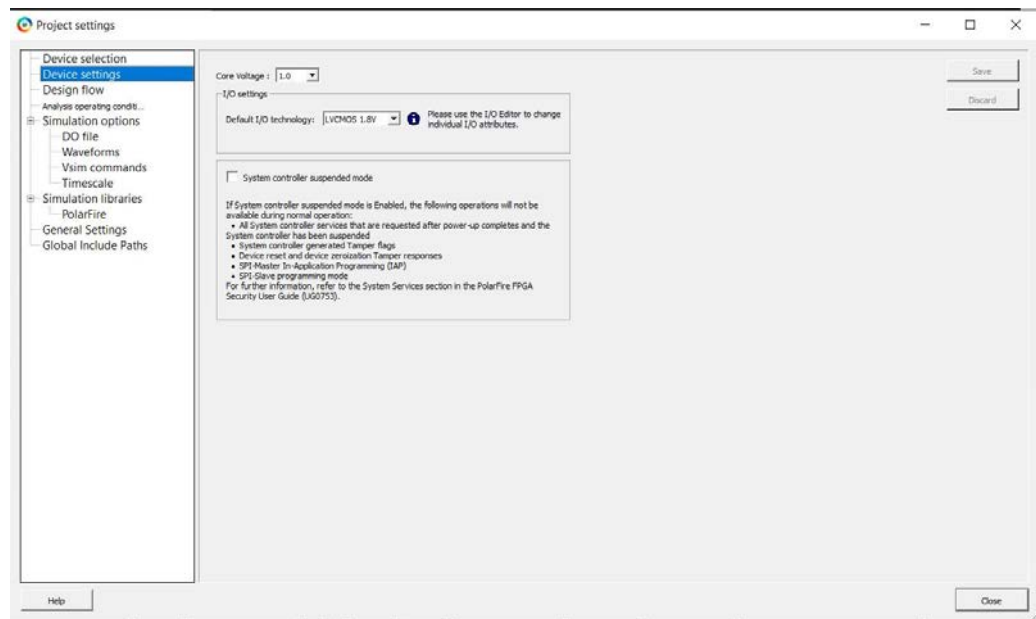 Project settings
Device selection
Device settings
Design flow
Analysis operating conditi...
Simulation options
DO file
Waveforms
Vsim commands
Timescale
Simulation libraries
PolarFire
General Settings
Global Include Paths
Core Voltage : 1.0
I/O settings
Default I/O technology: LVCMOS 1.8V
Please use the I/O Editor to change
individual I/O attributes.
System controller suspended mode
If System controller suspended mode is Enabled, the following operations will not be
available during normal operation:
• All System controller services that are requested after power-up completes and the
System controller has been suspended
• System controller generated Tamper flags
• Device reset and device zeroization Tamper responses
• SPI-Master In-Application Programming (IAP)
• SPI-Slave programming mode
For further information, refer to the System Services section in the PolarFire FPGA
Security User Guide (UG0753).
Save
Discard
Help
Close